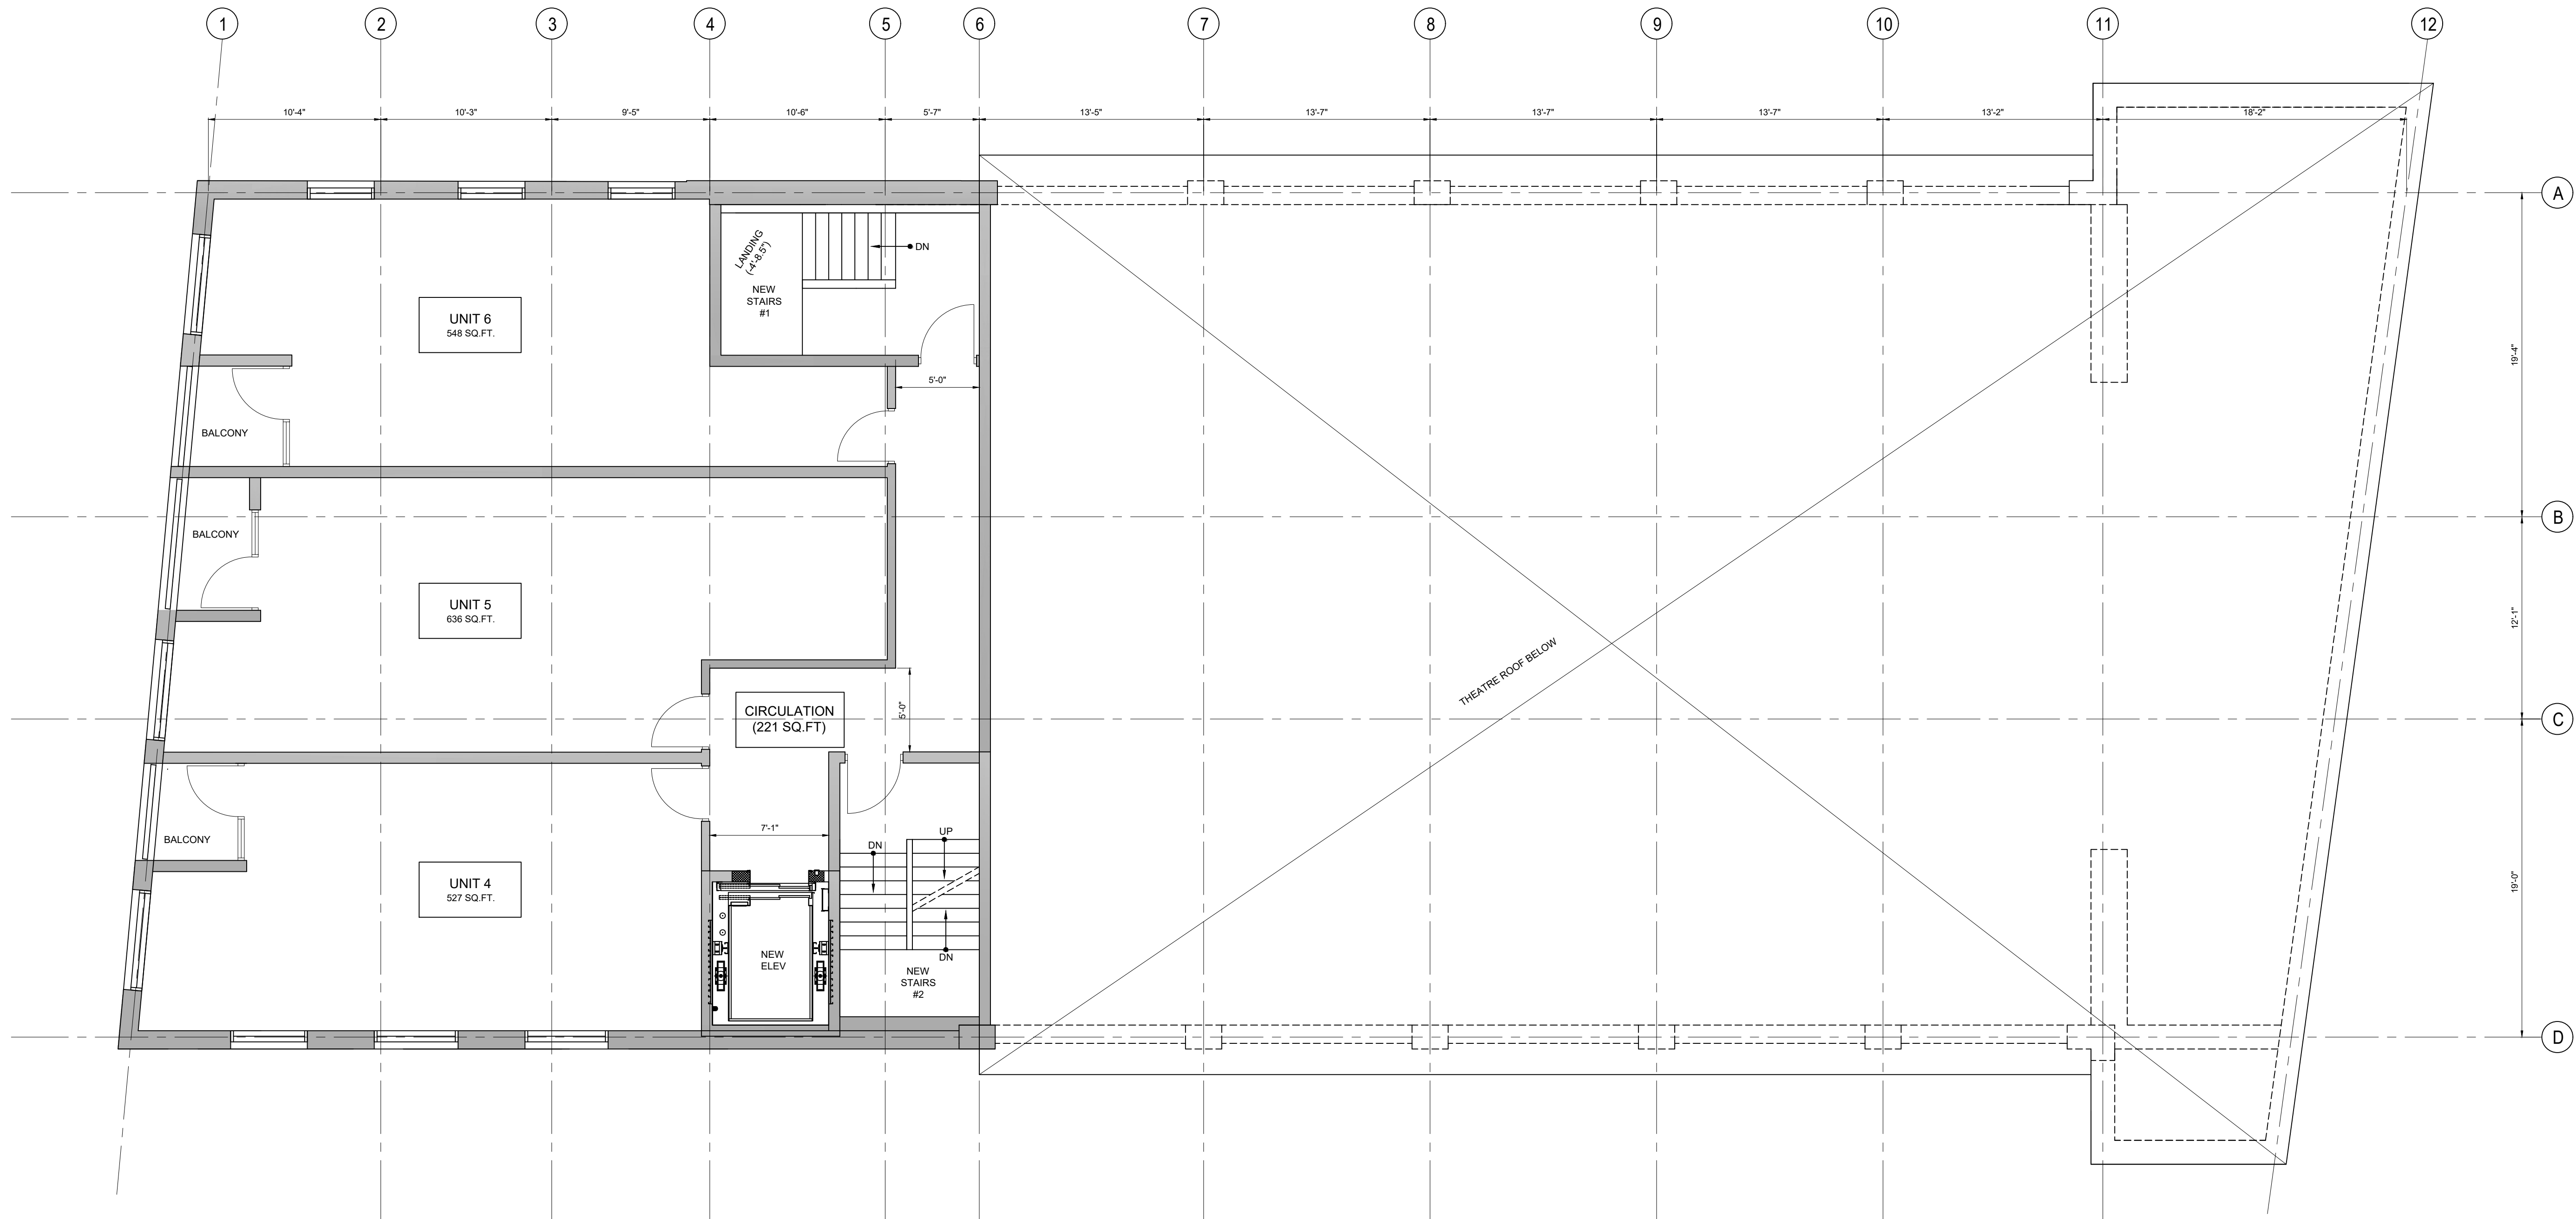 1 2 3 4 5 6 7 8 9 10 11 12
10'-4" 10'-3" 9'-5" 10'-6" 5'-7" 13'-5" 13'-7" 13'-7" 13'-7" 13'-2" 18'-2"
A
LANDING
(-4'-8.5")
DN
NEW
STAIRS
#1
UNIT 6
548 SQ.FT.
19'-4"
5'-0"
BALCONY
B
BALCONY
UNIT 5
636 SQ.FT.
12'-1"
THEATRE ROOF BELOW
CIRCULATION
(221 SQ.FT)
5'-0"
C
7'-1"
UP
DN
BALCONY
UNIT 4
527 SQ.FT.
19'-0"
NEW
ELEV
DN
NEW
STAIRS
#2
D